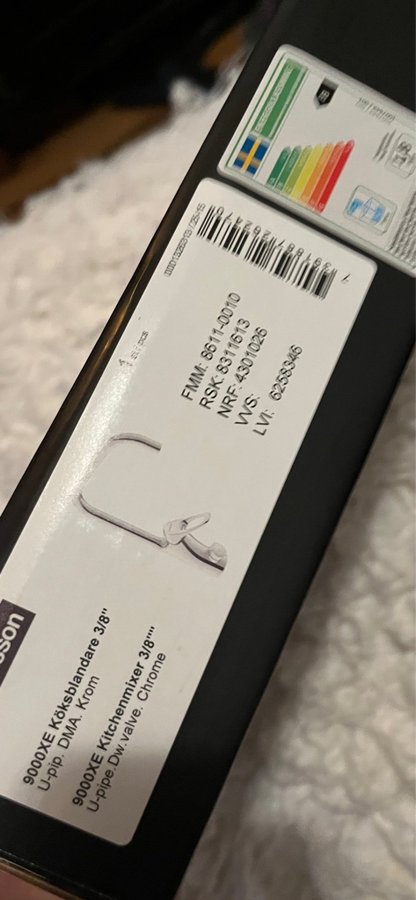 FMM: 8611-0010
RSK: 8311613
NRF: 4301026
VVS:
LVI: 6258346
sson
9000XE Köksblandare 3/8"
U-pip. DMA. Krom
9000XE Kitchenmixer 3/8""
U-pipe.Dw.valve. Chrome